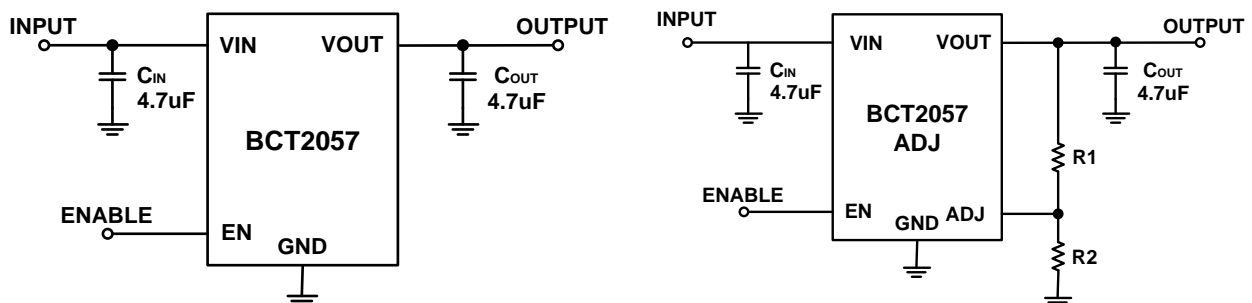 INPUT
VIN
VOUT
OUTPUT
CIN
4.7uF
COUT
4.7uF
BCT2057
ENABLE
EN
GND
INPUT
VIN
VOUT
OUTPUT
CIN
4.7uF
COUT
4.7uF
BCT2057
ADJ
R1
ENABLE
EN
GND
ADJ
R2